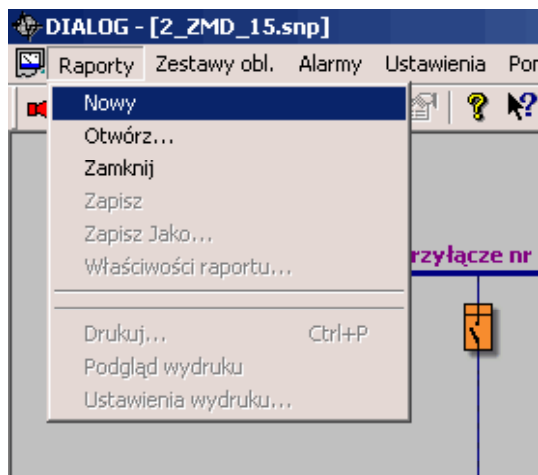 DIALOG - [2_ZMD_15.snp]
Raporty Zestawy obl. Alarmy Ustawienia
Nowy
Otwórz...
Zamknij
Zapisz
Zapisz Jako...
Właściwości raportu...
rzyłącze nr
Drukuj... Ctrl+P
Podgląd wydruku
Ustawienia wydruku...